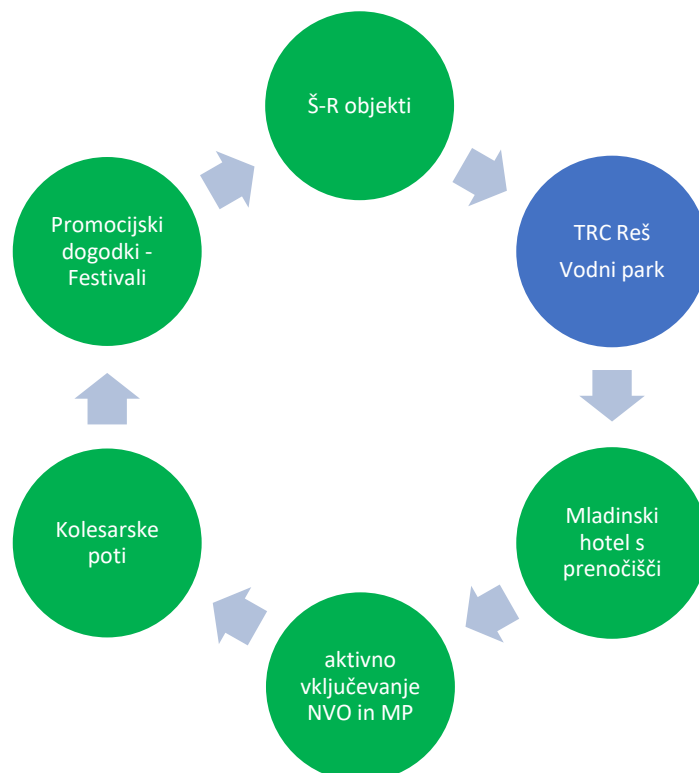 Š-R objekti
TRC Reš
Vodni park
Mladinski
hotel s
prenočišči
aktivno
vključevanje
NVO in MP
Kolesarske
poti
Promocijski
dogodki -
Festivali